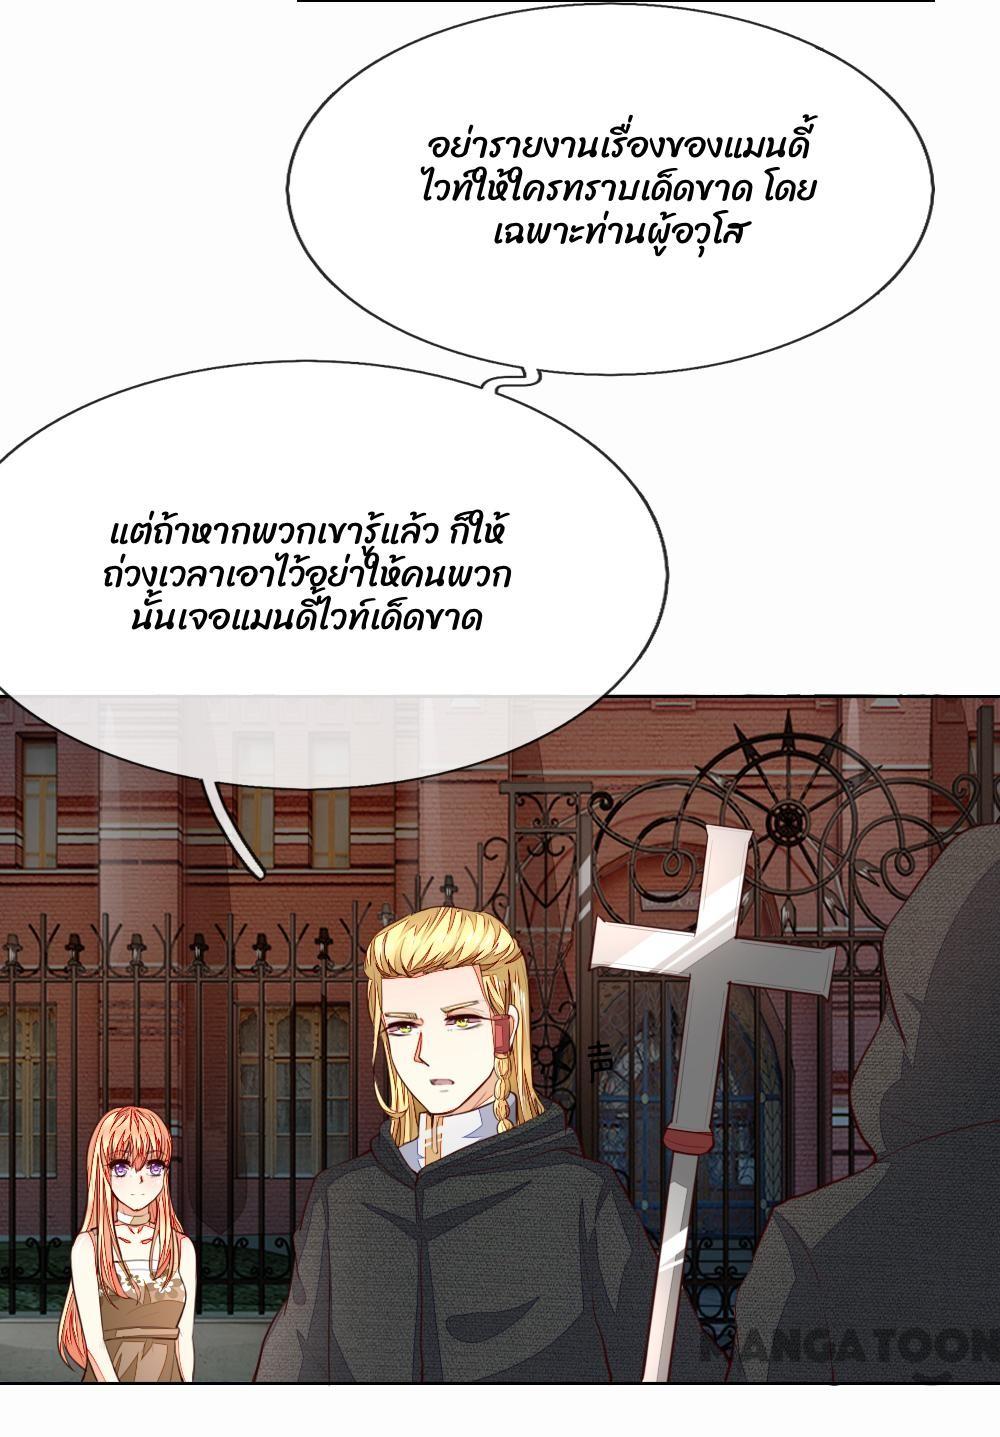 อย่ารายงานเรื่องของแมนดี้
ไวท์ให้ใครทราบเด็ดขาด โดย
เฉพาะท่านผู้อวุโส
แต่ถ้าหากพวกเขารู้แล้ว ก็ให้
ถ่วงเวลาเอาไว้อย่าให้คนพวก
นั้นเจอแมนดี้ไวท์เด็ดขาด
声
MANGA TOON